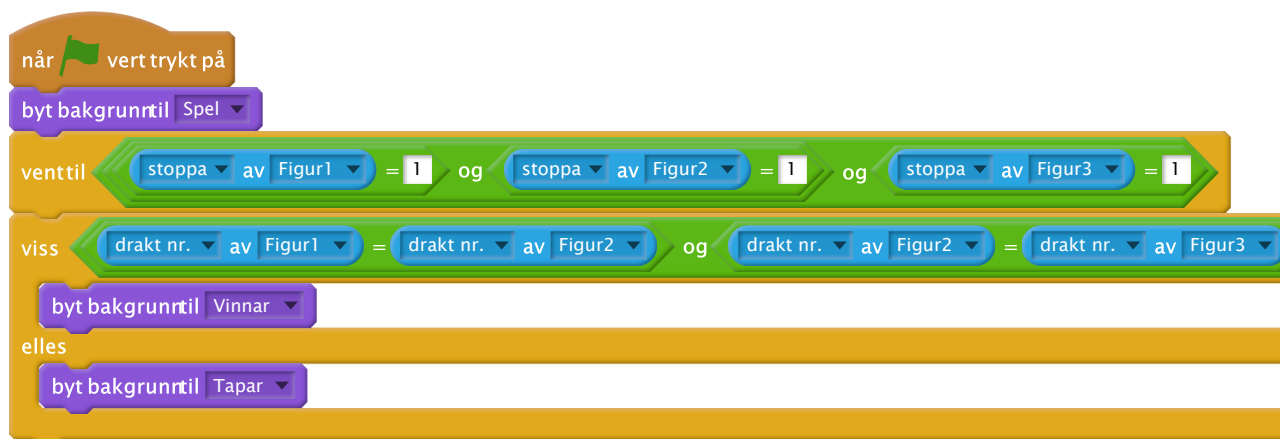 når vert trykt på
byt bakgrunn til Spel
vent til stoppa av Figur1 = 1 og stoppa av Figur2 = 1 og stoppa av Figur3 = 1
viss drakt nr. av Figur1 = drakt nr. av Figur2 og drakt nr. av Figur2 = drakt nr. av Figur3
byt bakgrunn til Vinnar
elles
byt bakgrunn til Tapar